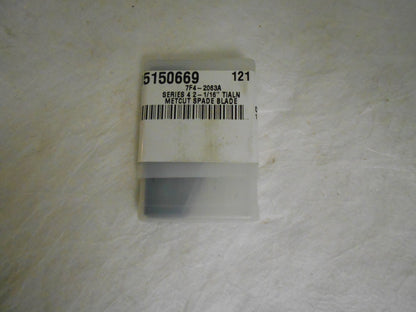 5150669 121
7F4-2063A
SERIES 4 2-1/16" TIALN
METCUT SPADE BLADE